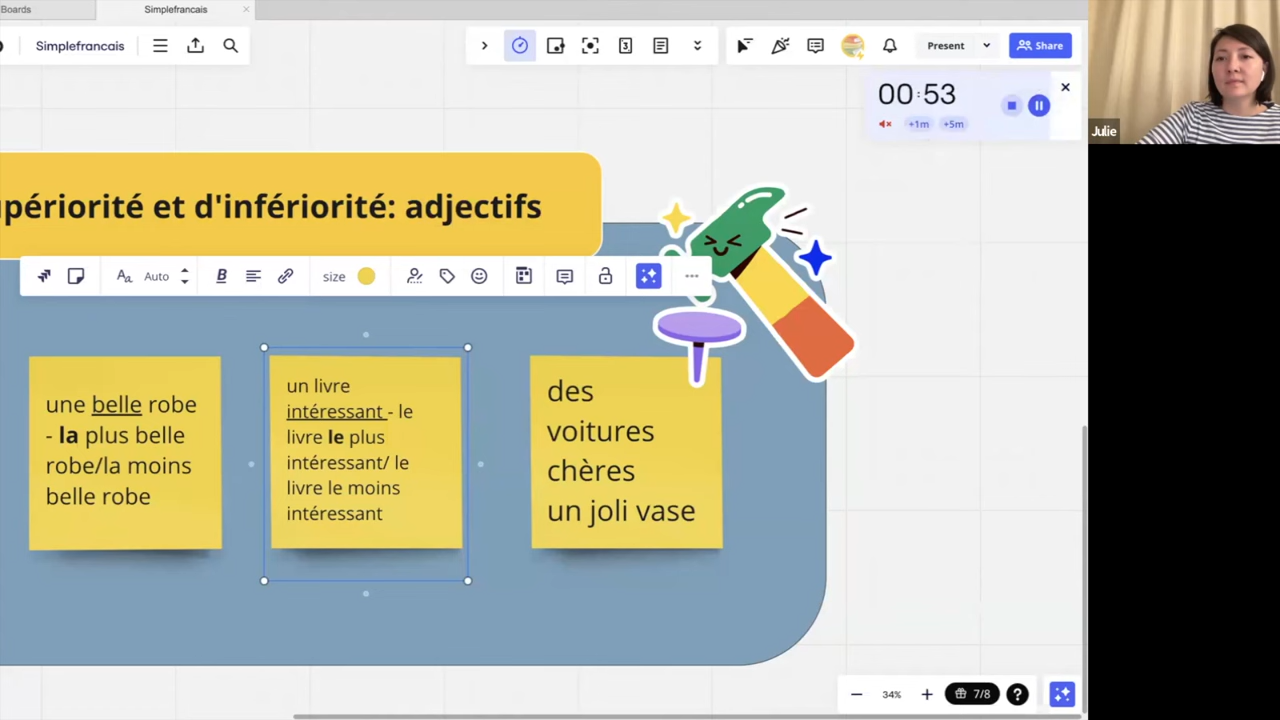 Boards
Simplefrancais
Simplefrancais
3
Present
Share
00:53
+1m +5m
Julie
périorité et d'infériorité: adjectifs
Aa Auto B size
une belle robe
- la plus belle
robe/la moins
belle robe
un livre
intéressant - le
livre le plus
intéressant/ le
livre le moins
intéressant
des
voitures
chères
un joli vase
34%
7/8
?